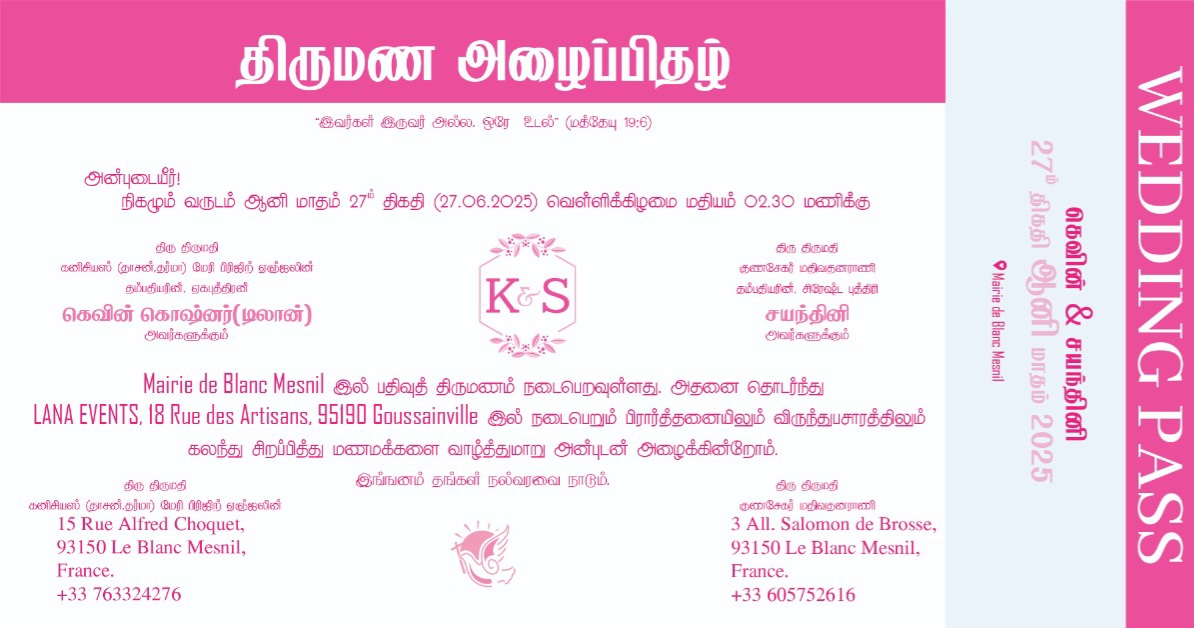 திருமண அழைப்பிதழ்
"இவர்கள் இருவர் அல்ல. ஒரே உடல்" (மத்தேயு 19:6)
அன்புடையீர்!
நிகழும் வருடம் ஆனி மாதம் 27ம் திகதி (27.06.2025) வெள்ளிக்கிழமை மதியம் 02.30 மணிக்கு
திரு திருமதி
கனிசியஸ் (தாசன்.தர்மா) மேரி பிரிஜிற் ஏஞ்ஜலின்
தம்பதியரின். ஏகபுத்திரன்
கெவின் கொஷ்னர்(டிலான்)
அவர்களுக்கும்
K&S
திரு திருமதி
குணசேகர் மதிவதனராணி
தம்பதியரின். சிரேஷ்ட புத்திரி
சயந்தினி
அவர்களுக்கும்
Mairie de Blanc Mesnil இல் பதிவுத் திருமணம் நடைபெறவுள்ளது. அதனை தொடர்ந்து
LANA EVENTS, 18 Rue des Artisans, 95190 Goussainville இல் நடைபெறும் பிரார்த்தனையிலும் விருந்துபசாரத்திலும்
கலந்து சிறப்பித்து மணமக்களை வாழ்த்துமாறு அன்புடன் அழைக்கின்றோம்.
இங்ஙனம் தங்கள் நல்வரவை நாடும்.
திரு திருமதி
கனிசியஸ் (தாசன்.தர்மா) மேரி பிரிஜிற் ஏஞ்ஜலின்
15 Rue Alfred Choquet,
93150 Le Blanc Mesnil,
France.
+33 763324276
திரு திருமதி
குணசேகர் மதிவதனராணி
3 All. Salomon de Brosse,
93150 Le Blanc Mesnil,
France.
+33 605752616
கெவின் & சயந்தினி
27ம் திகதி ஆனி மாதம் 2025
Mairie de Blanc Mesnil
WEDDING PASS